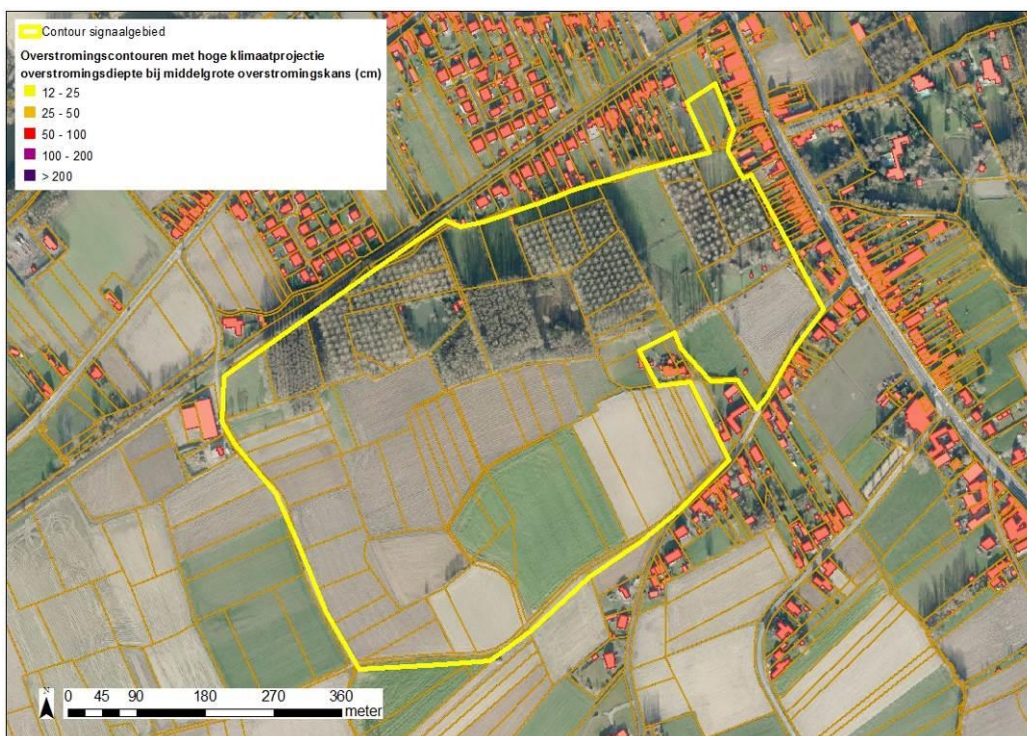 Contour signaalgebied
Overstromingscontouren met hoge klimaatprojectie
overstromingsdiepte bij middelgrote overstromingskans (cm)
12 - 25
25 - 50
50 - 100
100 - 200
> 200
N
0 45 90 180 270 360
meter